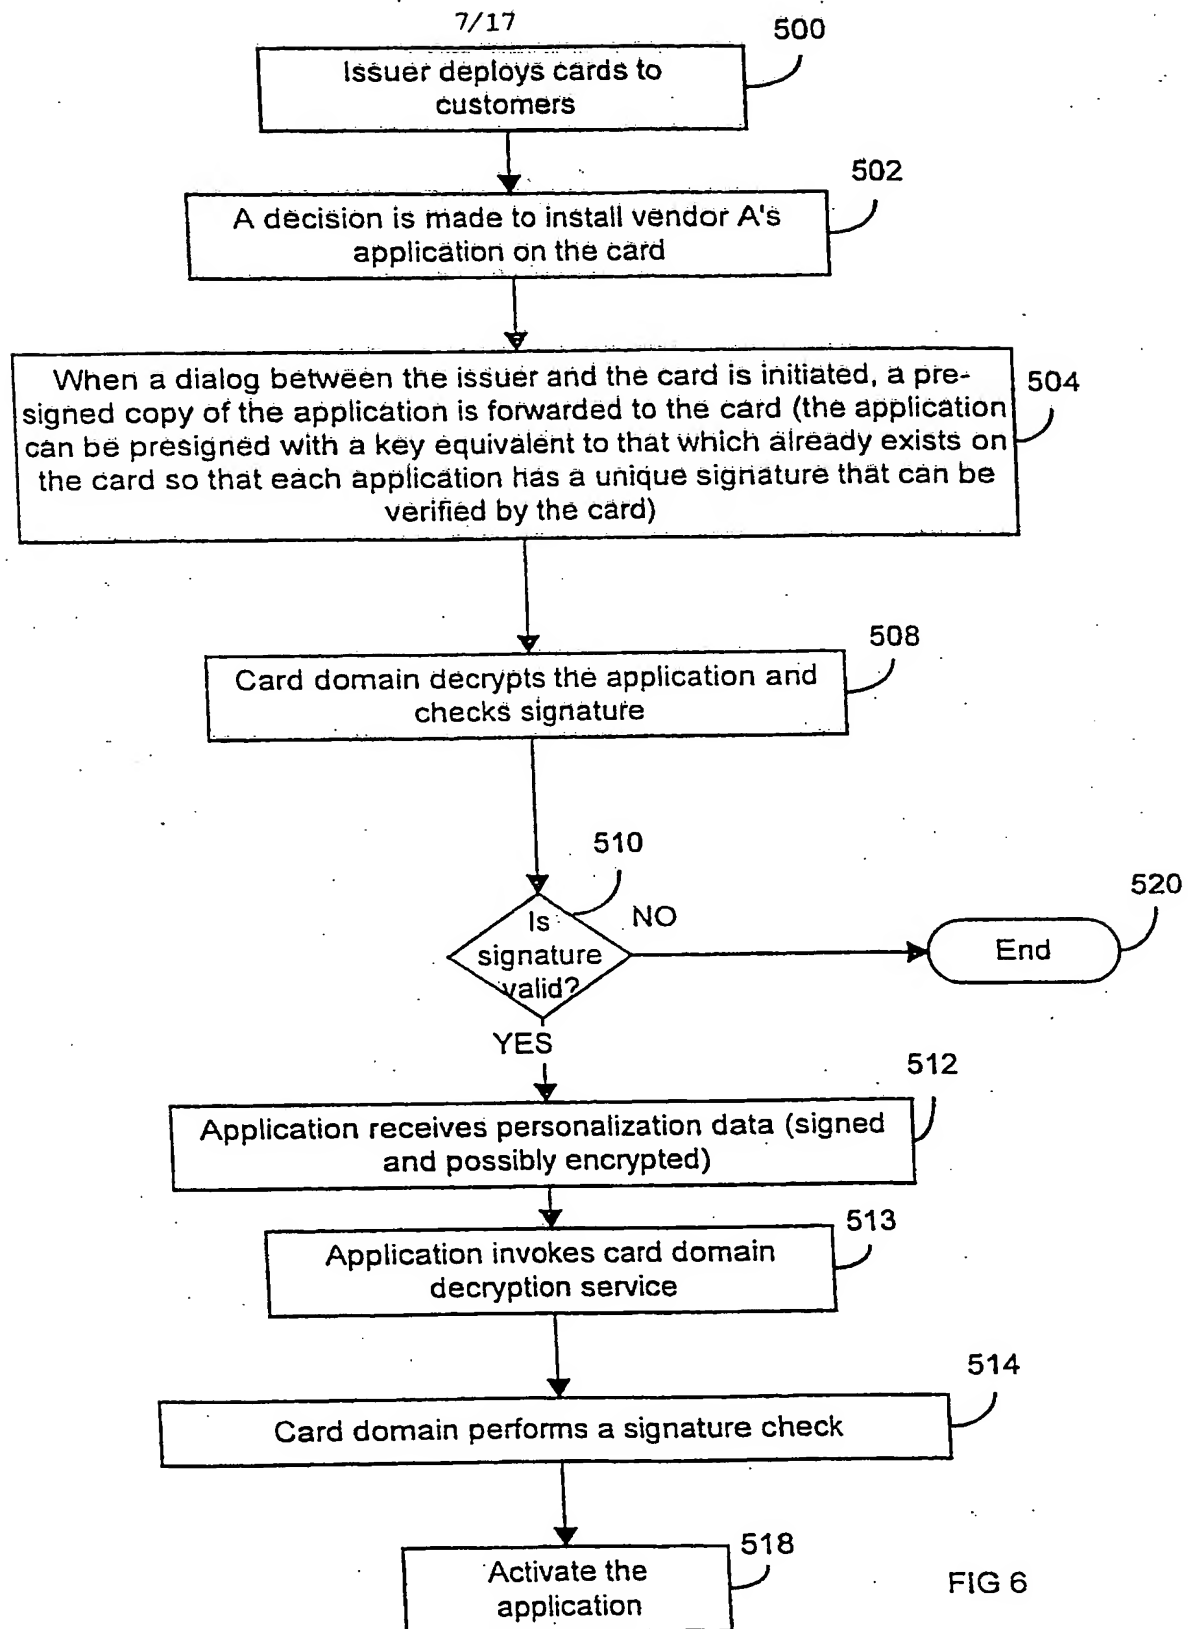 7/17
500
Issuer deploys cards to
customers
502
A decision is made to install vendor A's
application on the card
504
When a dialog between the issuer and the card is initiated, a pre-
signed copy of the application is forwarded to the card (the application
can be presigned with a key equivalent to that which already exists on
the card so that each application has a unique signature that can be
verified by the card)
508
Card domain decrypts the application and
checks signature
510
Is
signature
valid?
NO
520
End
YES
512
Application receives personalization data (signed
and possibly encrypted)
513
Application invokes card domain
decryption service
514
Card domain performs a signature check
518
Activate the
application
FIG 6